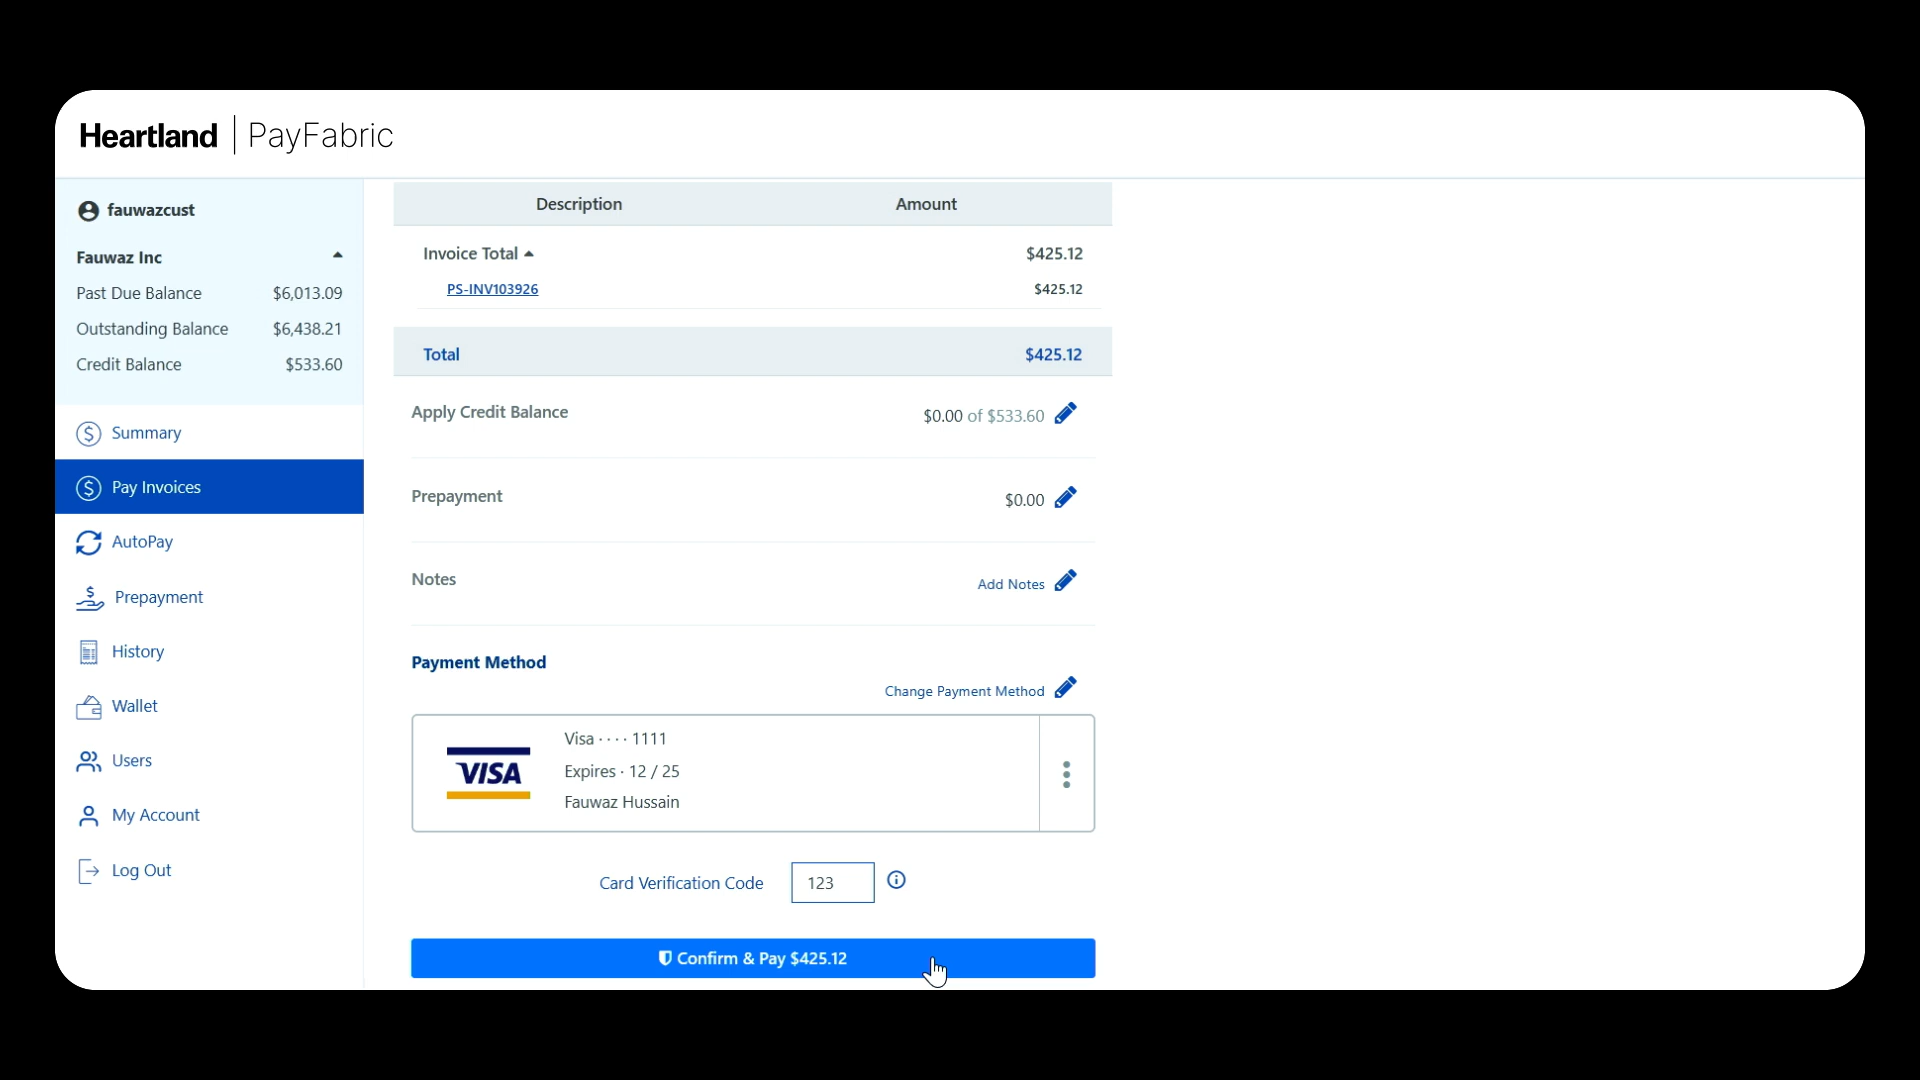 Heartland | PayFabric
fauwazcust
Fauwaz Inc
Past Due Balance $6,013.09
Outstanding Balance $6,438.21
Credit Balance $533.60
Summary
Pay Invoices
AutoPay
Prepayment
History
Wallet
Users
My Account
Log Out
Description Amount
Invoice Total $425.12
PS-INV103926 $425.12
Total $425.12
Apply Credit Balance $0.00 of $533.60
Prepayment $0.00
Notes Add Notes
Payment Method
Change Payment Method
VISA
Visa ···· 1111
Expires · 12 / 25
Fauwaz Hussain
Card Verification Code 123
Confirm & Pay $425.12